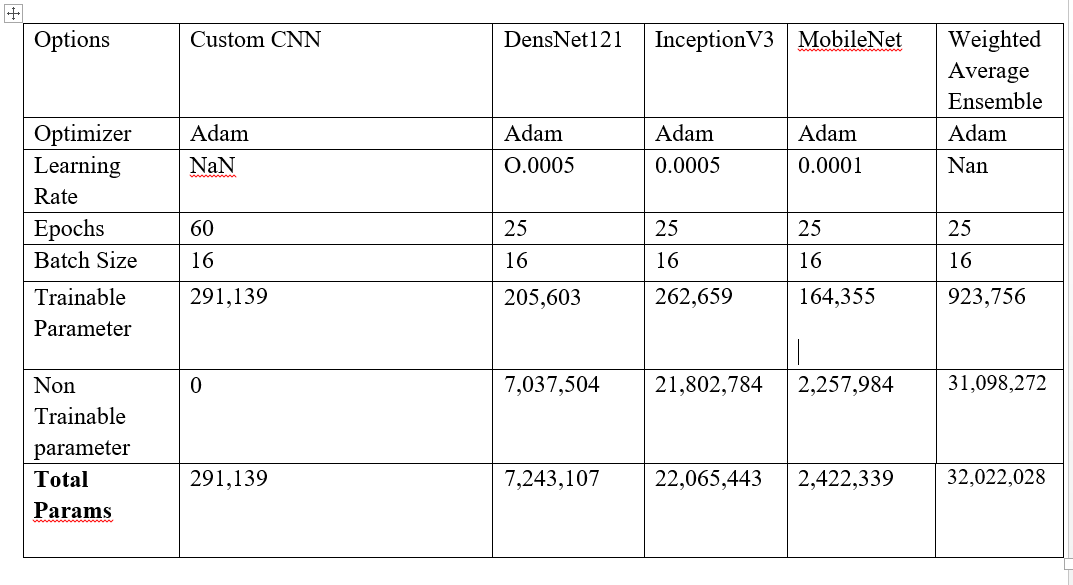 Options Custom CNN DensNet121 InceptionV3 MobileNet Weighted
Average
Ensemble
Optimizer Adam Adam Adam Adam Adam
Learning NaN O.0005 0.0005 0.0001 Nan
Rate
Epochs 60 25 25 25 25
Batch Size 16 16 16 16 16
Trainable 291,139 205,603 262,659 164,355 923,756
Parameter
Non 0 7,037,504 21,802,784 2,257,984 31,098,272
Trainable
parameter
Total 291,139 7,243,107 22,065,443 2,422,339 32,022,028
Params